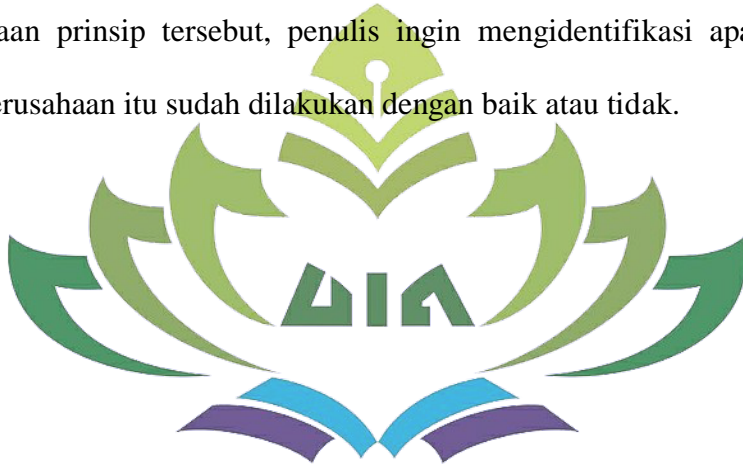 aan prinsip tersebut, penulis ingin mengidentifikasi apa
erusahaan itu sudah dilakukan dengan baik atau tidak.
UIN